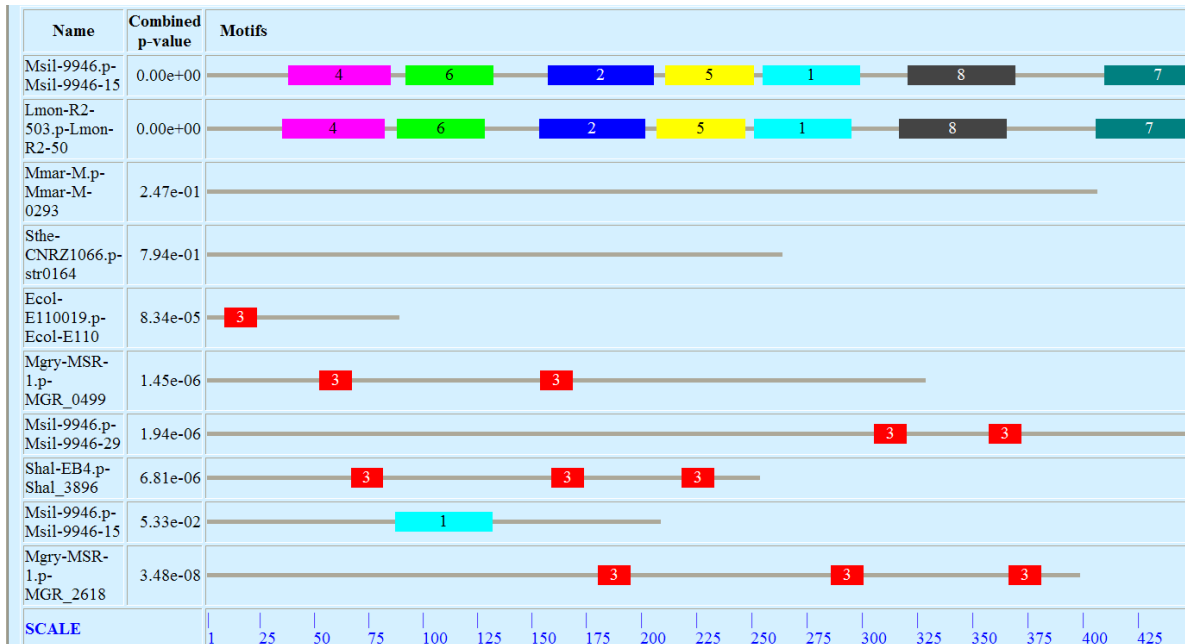 Name
Combined
p-value
Motifs
Msil-9946.p-
Msil-9946-15
0.00e+00
4 6 2 5 1 8 7
Lmon-R2-
503.p-Lmon-
R2-50
0.00e+00
4 6 2 5 1 8 7
Mmar-M.p-
Mmar-M-
0293
2.47e-01
Sthe-
CNRZ1066.p-
str0164
7.94e-01
Ecol-
E110019.p-
Ecol-E110
8.34e-05
3
Mgry-MSR-
1.p-
MGR_0499
1.45e-06
3 3
Msil-9946.p-
Msil-9946-29
1.94e-06
3 3
Shal-EB4.p-
Shal_3896
6.81e-06
3 3 3
Msil-9946.p-
Msil-9946-15
5.33e-02
1
Mgry-MSR-
1.p-
MGR_2618
3.48e-08
3 3 3
SCALE
1 25 50 75 100 125 150 175 200 225 250 275 300 325 350 375 400 425